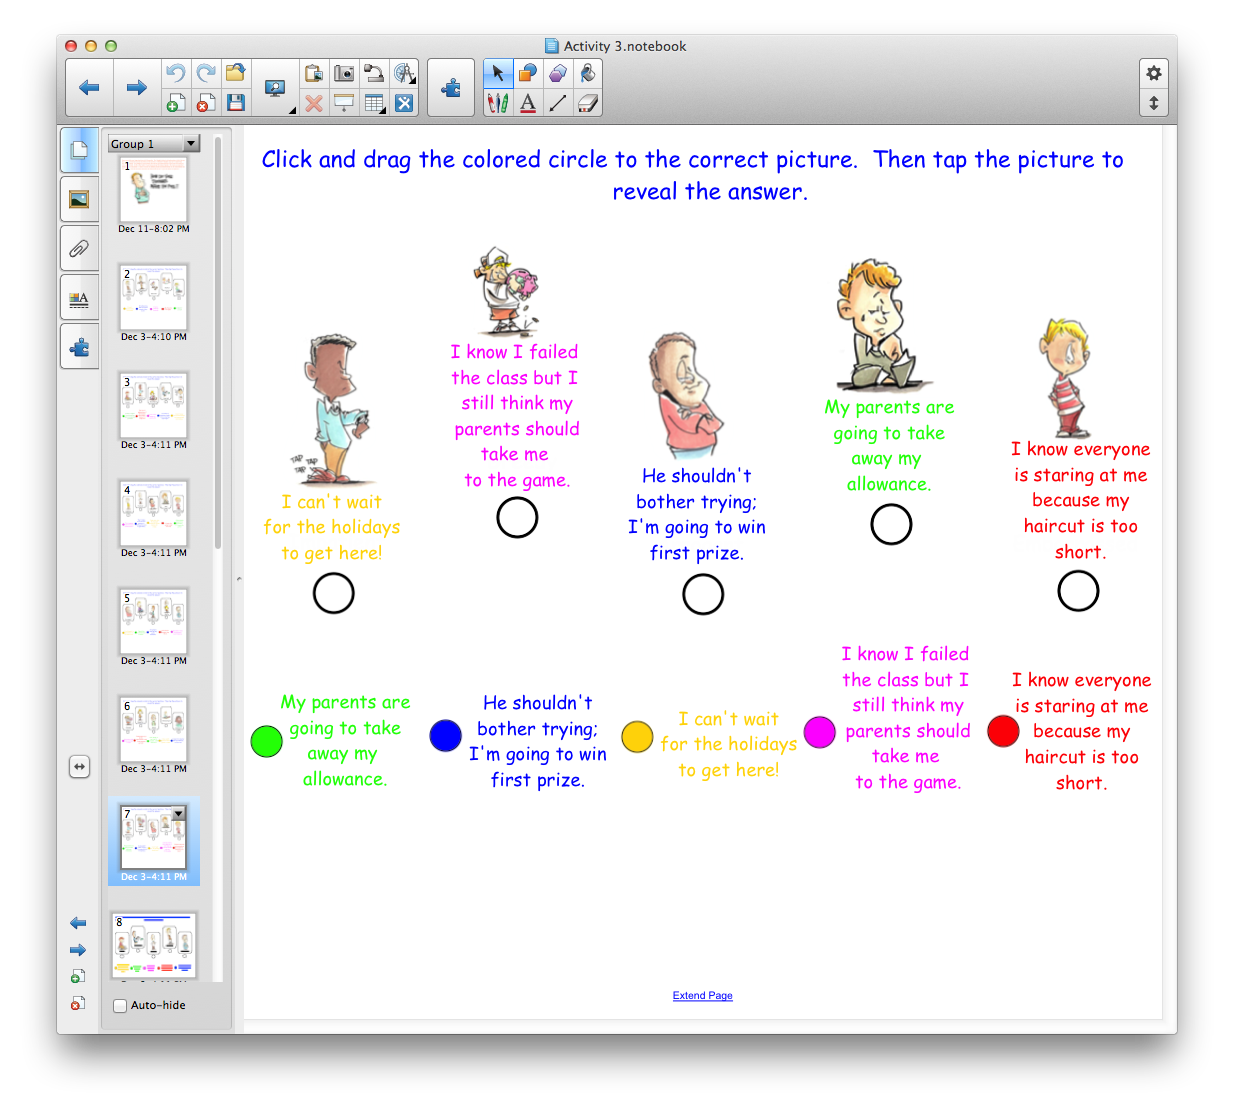 Activity 3.notebook
Group 1
1
Dec 11-8:02 PM
2
Dec 3-4:10 PM
3
Dec 3-4:11 PM
4
Dec 3-4:11 PM
5
Dec 3-4:11 PM
6
Dec 3-4:11 PM
7
Dec 3-4:11 PM
8
Auto-hide
Click and drag the colored circle to the correct picture. Then tap the picture to
reveal the answer.
TAP
TAP
TAP
I can't wait
for the holidays
to get here!
I know I failed
the class but I
still think my
parents should
take me
to the game.
He shouldn't
bother trying;
I'm going to win
first prize.
My parents are
going to take
away my
allowance.
I know everyone
is staring at me
because my
haircut is too
short.
My parents are
going to take
away my
allowance.
He shouldn't
bother trying;
I'm going to win
first prize.
I can't wait
for the holidays
to get here!
I know I failed
the class but I
still think my
parents should
take me
to the game.
I know everyone
is staring at me
because my
haircut is too
short.
Extend Page